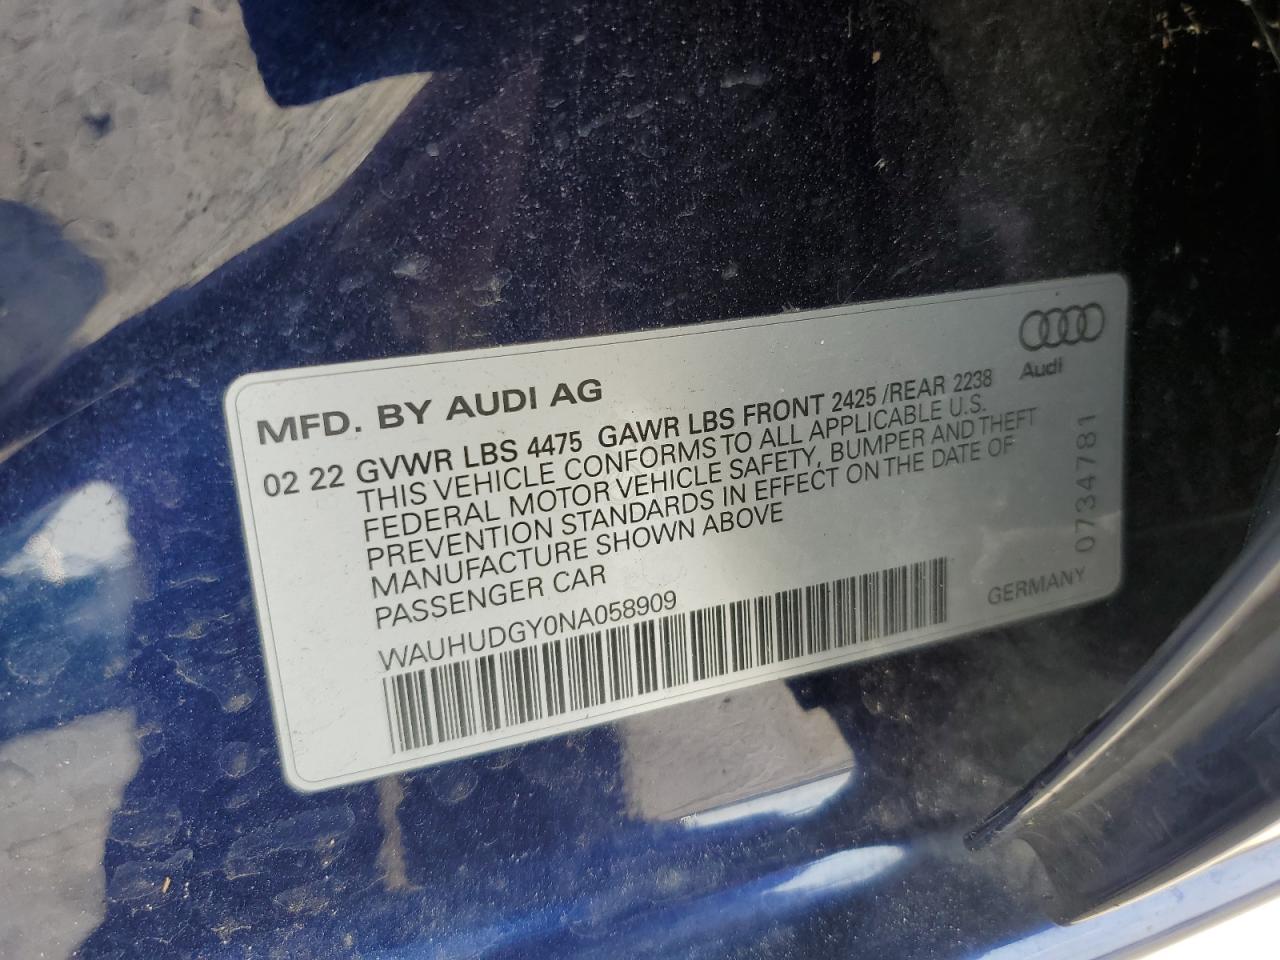 MFD. BY AUDI AG
Audi
02 22 GVWR LBS 4475 GAWR LBS FRONT 2425 /REAR 2238
THIS VEHICLE CONFORMS TO ALL APPLICABLE U.S.
FEDERAL MOTOR VEHICLE SAFETY, BUMPER AND THEFT
PREVENTION STANDARDS IN EFFECT ON THE DATE OF
MANUFACTURE SHOWN ABOVE
PASSENGER CAR
WAUHUDGY0NA058909
GERMANY
0734781